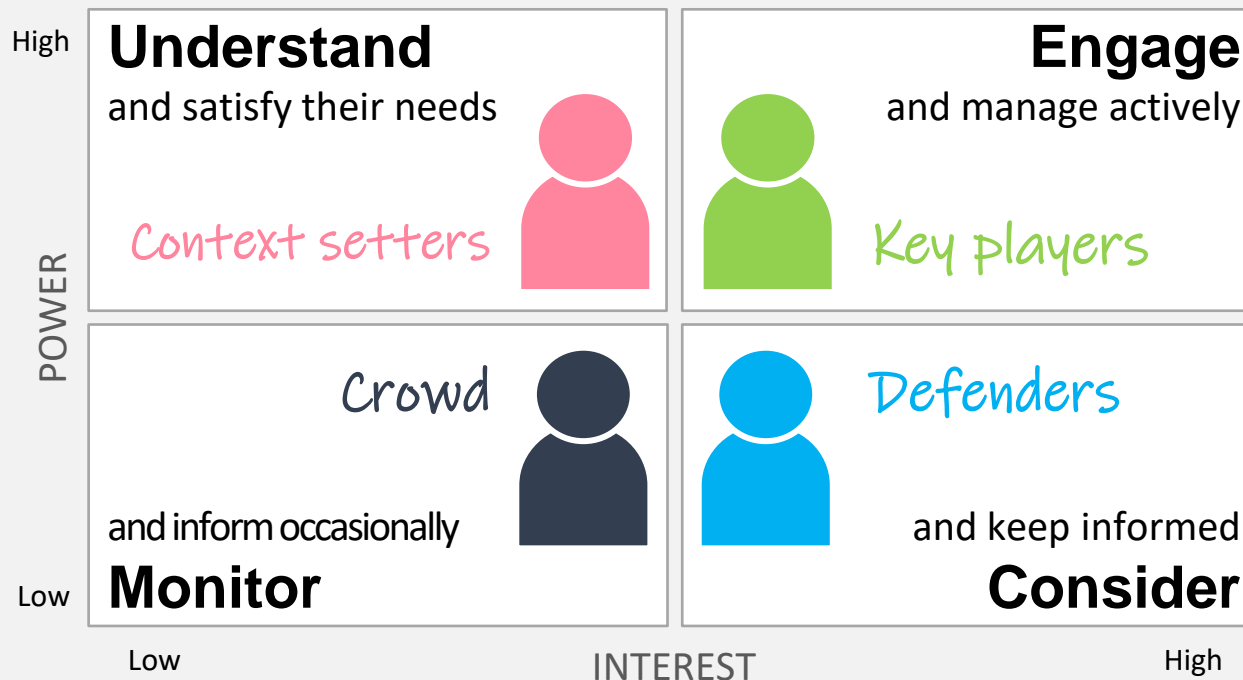 High
Understand
and satisfy their needs
Context setters
Engage
and manage actively
Key players
POWER
Crowd
and inform occasionally
Monitor
Defenders
and keep informed
Consider
Low
Low
INTEREST
High